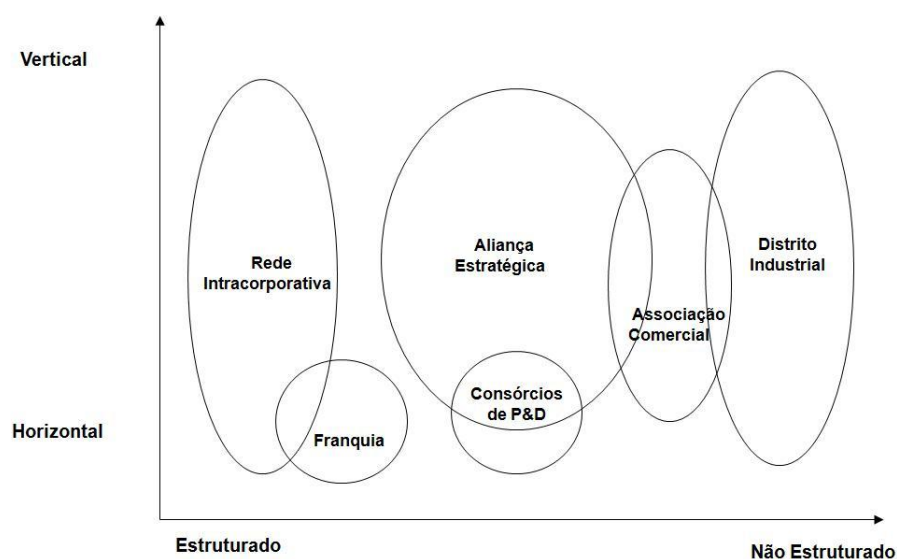 Vertical
Rede
Intracorporativa
Aliança
Estratégica
Distrito
Industrial
Associação
Comercial
Consórcios
de P&D
Horizontal
Franquia
Estruturado
Não Estruturado